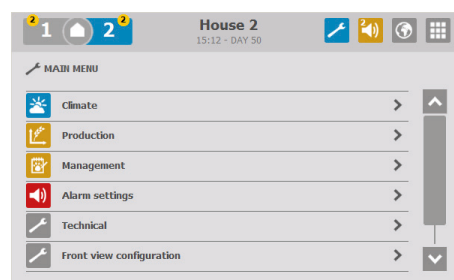 2 1 2 2
House 2
15:12 - DAY 50
2
MAIN MENU
Climate
Production
Management
Alarm settings
Technical
Front view configuration